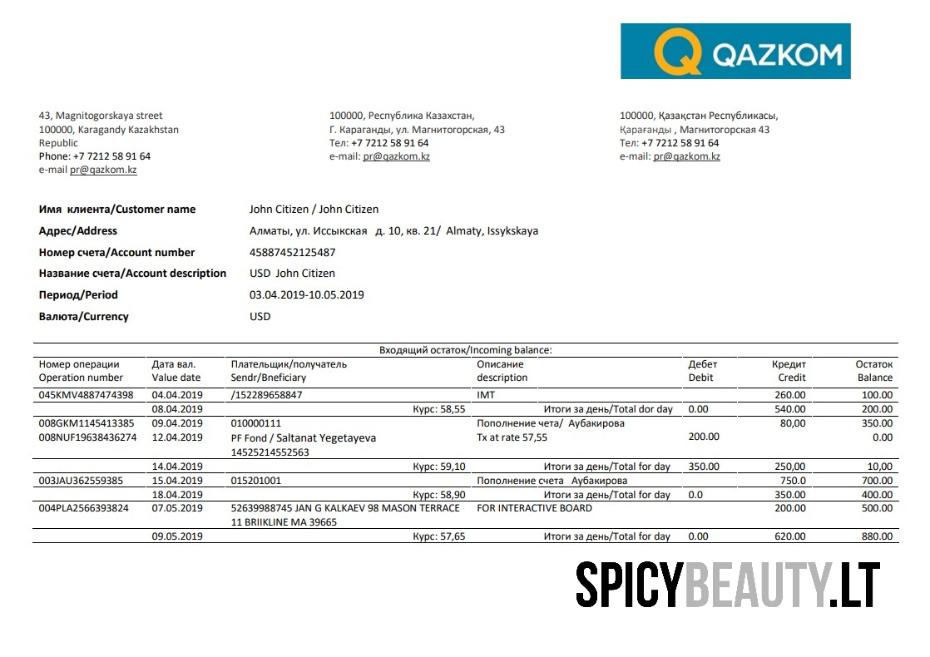 QAZKOM
43, Magnitogorskaya street
100000, Karagandy Kazakhstan
Republic
Phone: +7 7212 58 91 64
e-mail pr@qazkom.kz
100000, Республика Казахстан,
Г. Караганды, ул. Магнитогорская, 43
Тел: +7 7212 58 91 64
e-mail: pr@qazkom.kz
100000, Қазақстан Республикасы,
Қарағанды , Магнитогорская 43
Тел: +7 7212 58 91 64
e-mail: pr@qazkom.kz
Имя клиента/Customer name John Citizen / John Citizen
Адрес/Address Алматы, ул. Иссыкская д. 10, кв. 21/ Almaty, Issykskaya
Номер счета/Account number 45887452125487
Название счета/Account description USD John Citizen
Период/Period 03.04.2019-10.05.2019
Валюта/Currency USD
Входящий остаток/Incoming balance:
Номер операции Дата вал. Плательщик/получатель Описание Дебет Кредит Остаток
Operation number Value date Sendr/Bneficiary description Debit Credit Balance
045KMV4887474398 04.04.2019 /152289658847 IMT 260.00 100.00
08.04.2019 Курс: 58,55 Итоги за день/Total dor day 0.00 540.00 200.00
008GKM1145413385 09.04.2019 010000111 Пополнение чета/ Аубакирова 80,00 350.00
008NUF19638436274 12.04.2019 PF Fond / Saltanat Yegetayeva Tx at rate 57,55 200.00 0.00
14525214552563
14.04.2019 Курс: 59,10 Итоги за день/Total for day 350.00 250,00 10,00
003JAU362559385 15.04.2019 015201001 Пополнение счета Аубакирова 750.0 700.00
18.04.2019 Курс: 58,90 Итоги за день/Total for day 0.0 350.00 400.00
004PLA2566393824 07.05.2019 52639988745 JAN G KALKAEV 98 MASON TERRACE FOR INTERACTIVE BOARD 200.00 500.00
11 BRIIKLINE MA 39665
09.05.2019 Курс: 57,65 Итоги за день/Total for day 0.00 620.00 880.00
SPICYBEAUTY.LT